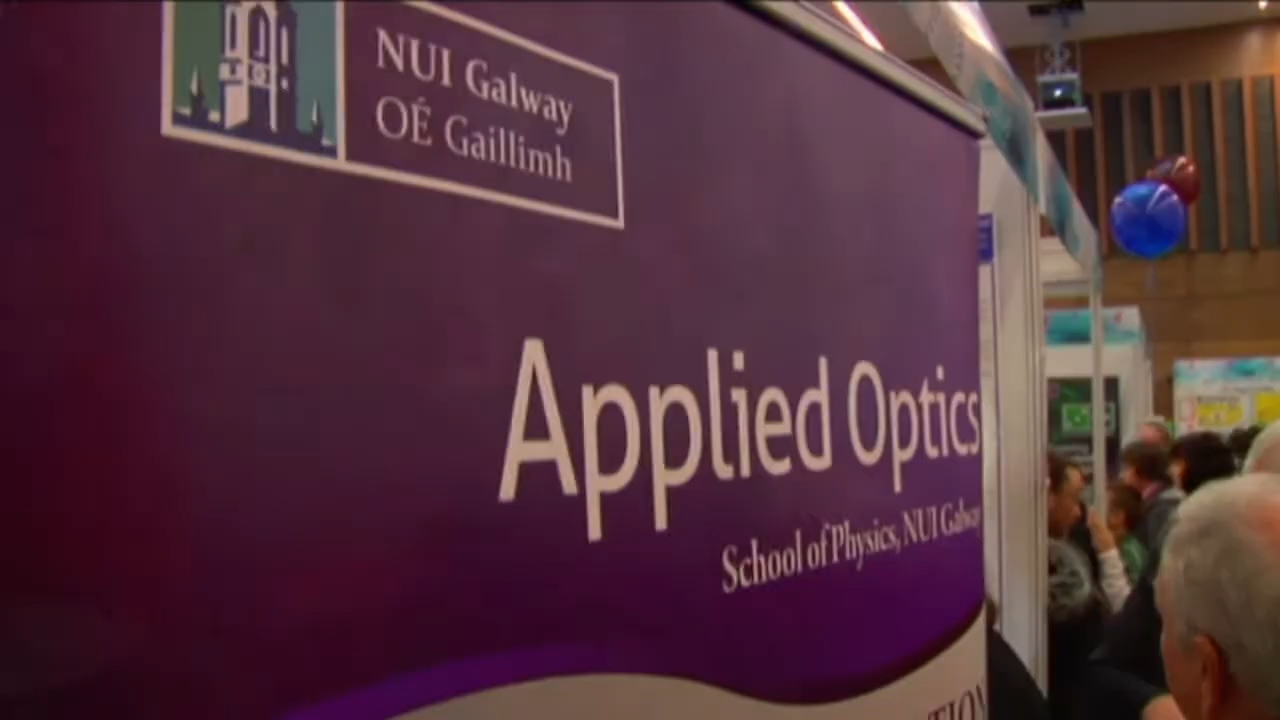 NUI Galway
OÉ Gaillimh
Applied Optics
School of Physics, NUI Galway